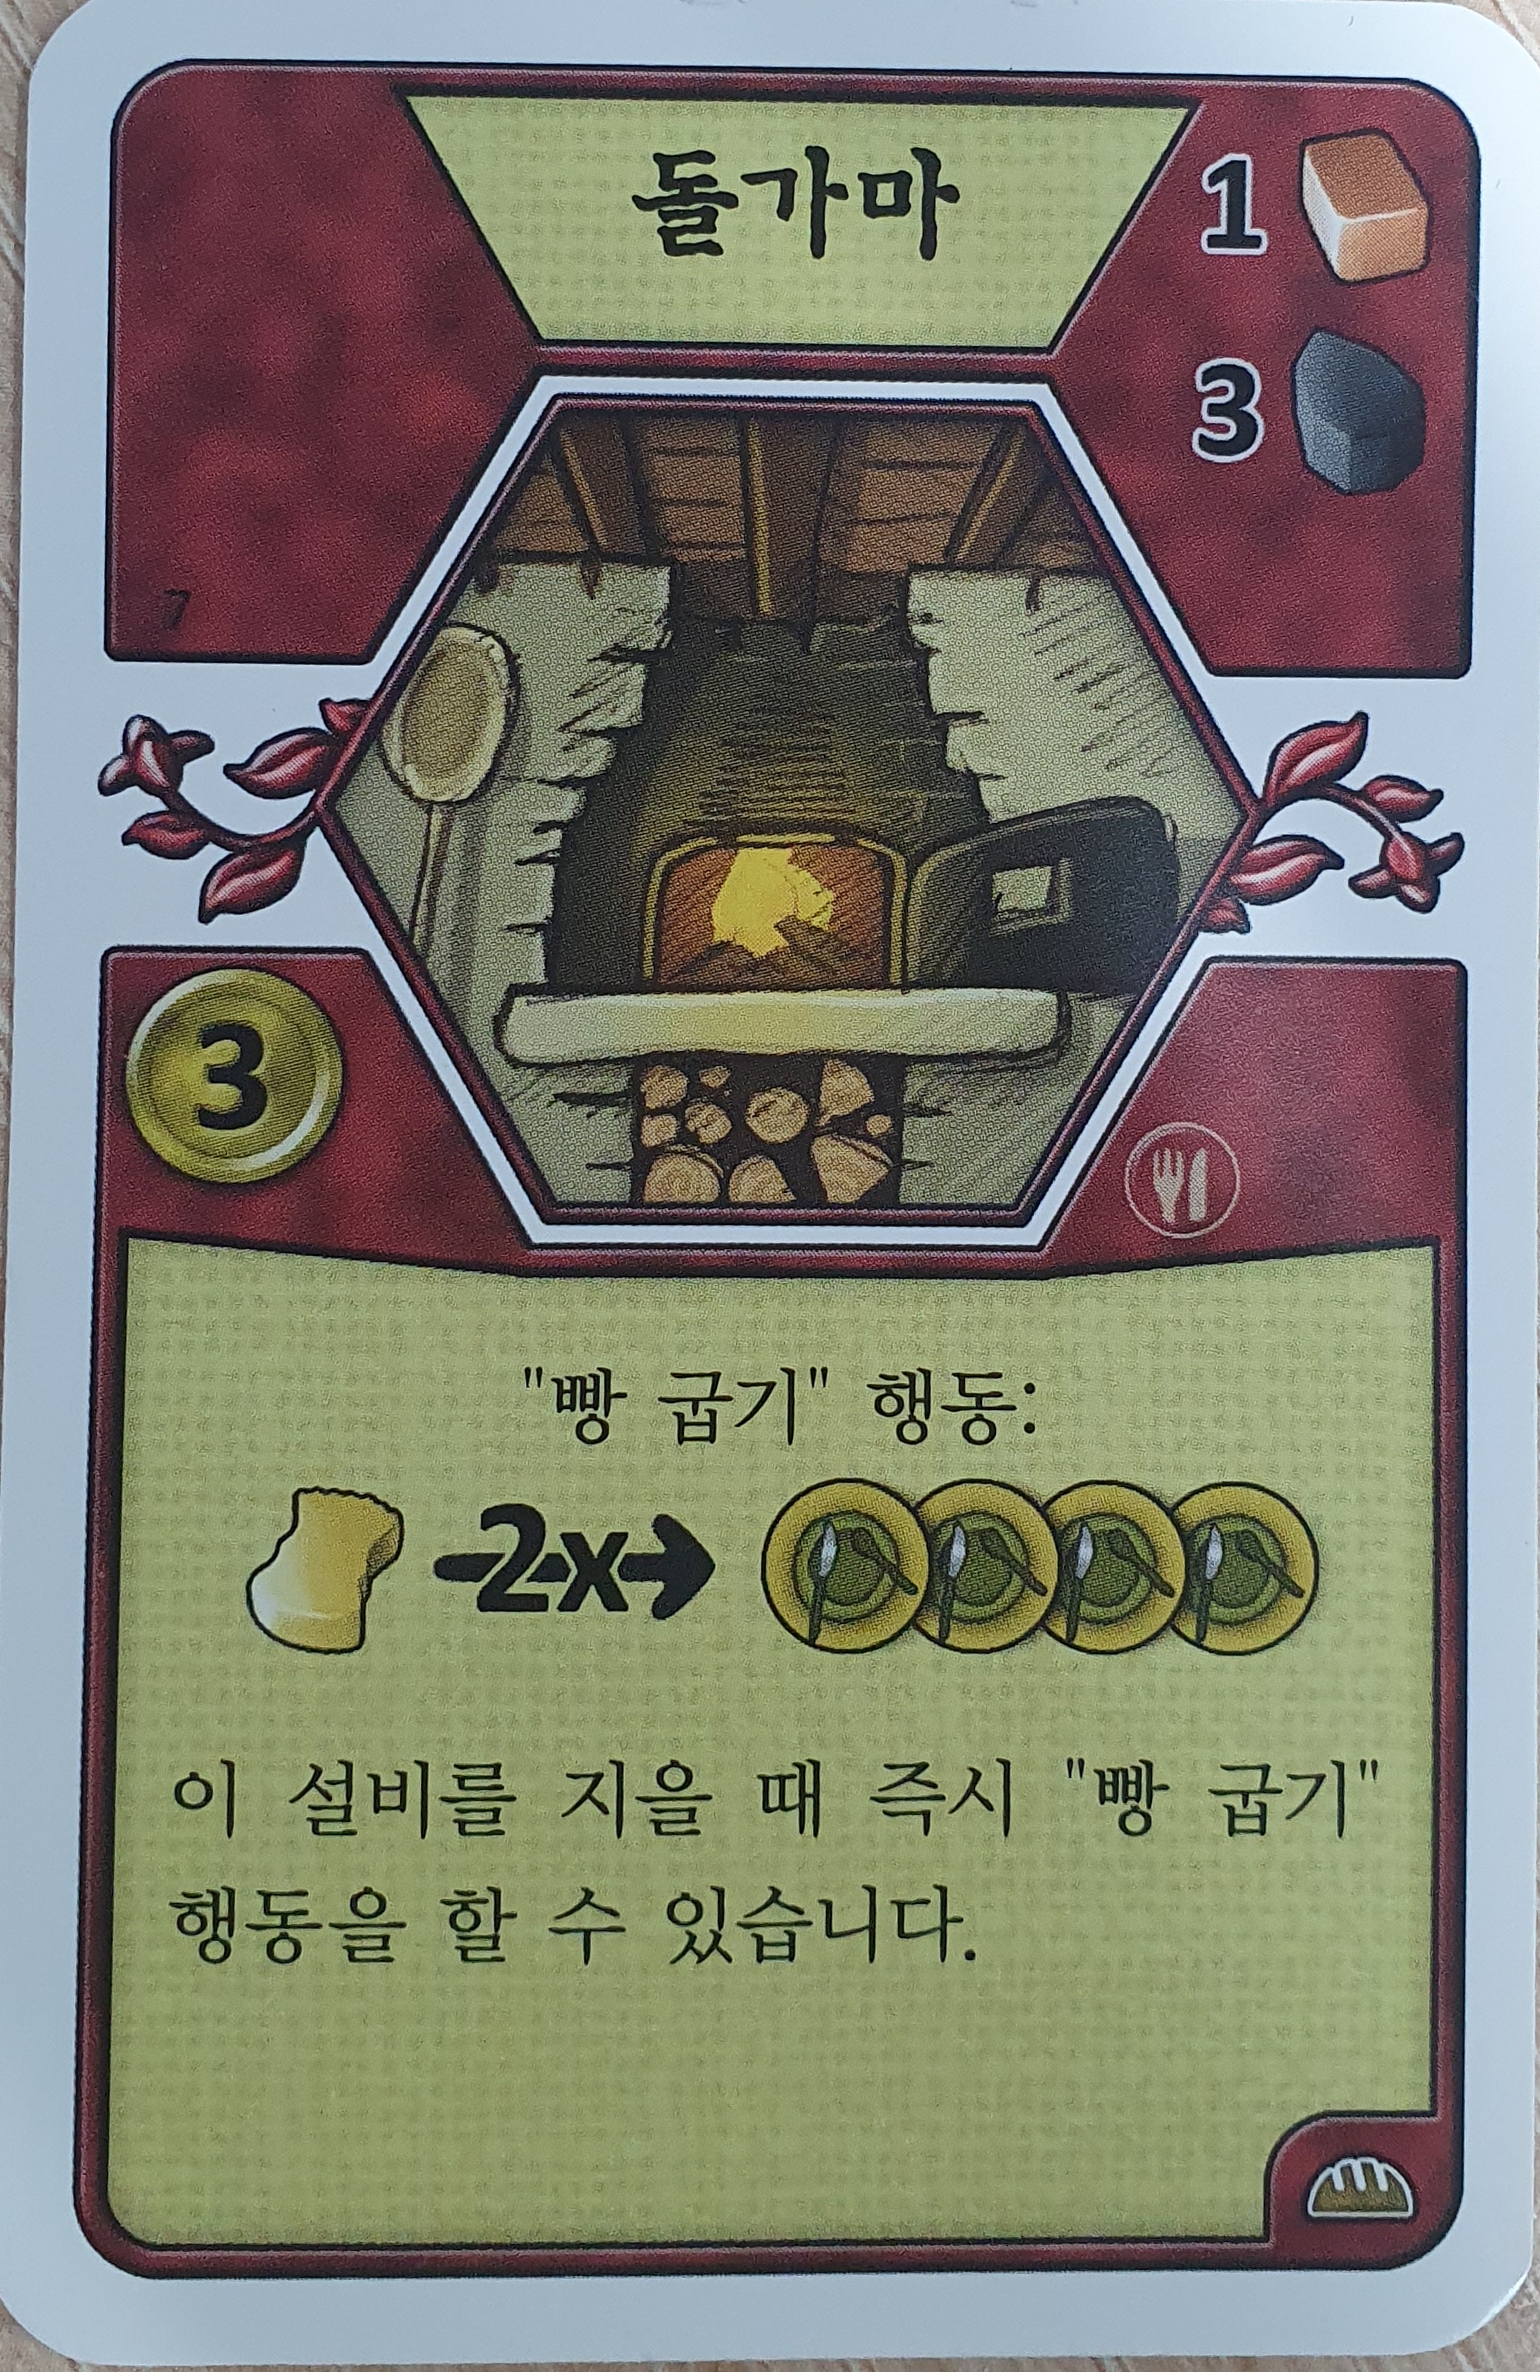 돌가마
1
3
7
3
"빵 굽기" 행동:
2x
이 설비를 지을 때 즉시 "빵 굽기"
행동을 할 수 있습니다.